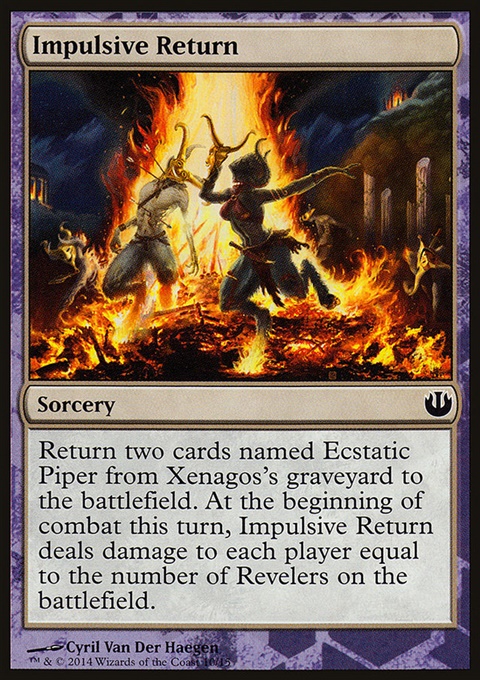 Impulsive Return
Sorcery
Return two cards named Ecstatic
Piper from Xenagos's graveyard to
the battlefield. At the beginning of
combat this turn, Impulsive Return
deals damage to each player equal
to the number of Revelers on the
battlefield.
Cyril Van Der Haegen
™ & © 2014 Wizards of the Coast 10/15